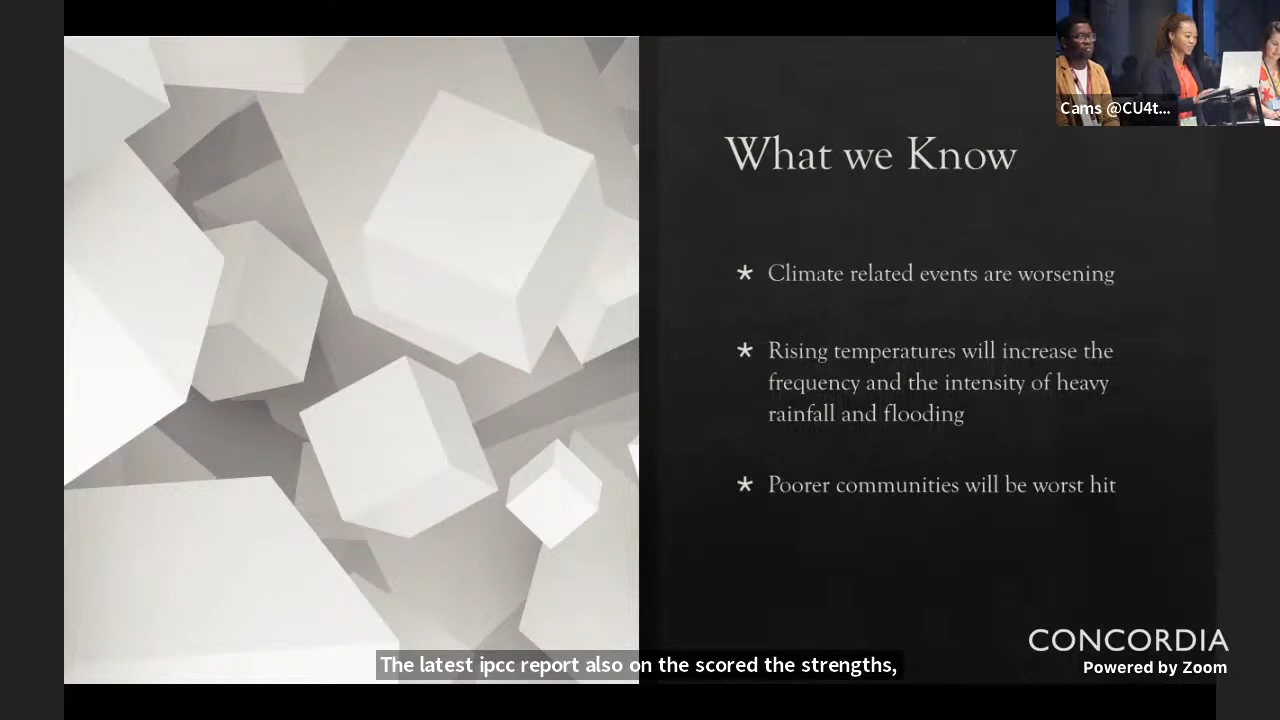 Cams @CU4t...
What we Know
* Climate related events are worsening
* Rising temperatures will increase the
frequency and the intensity of heavy
rainfall and flooding
* Poorer communities will be worst hit
CONCORDIA
Powered by Zoom
The latest ipcc report also on the scored the strengths,